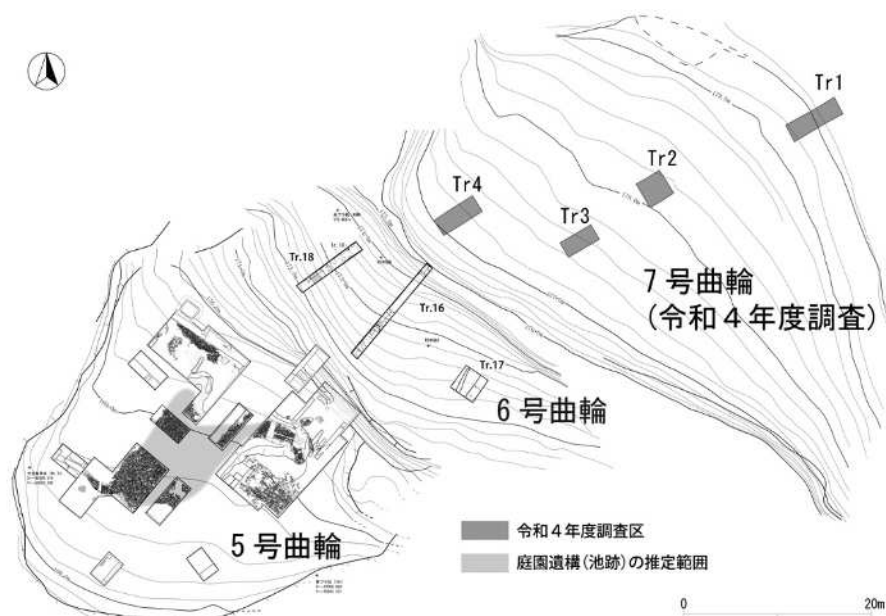 Tr1
Tr2
Tr4
Tr3
7号曲輪
(令和4年度調査)
Tr.18
Tr.16
Tr.17
6号曲輪
5号曲輪
令和4年度調査区
庭園遺構(池跡)の推定範囲
0 20m